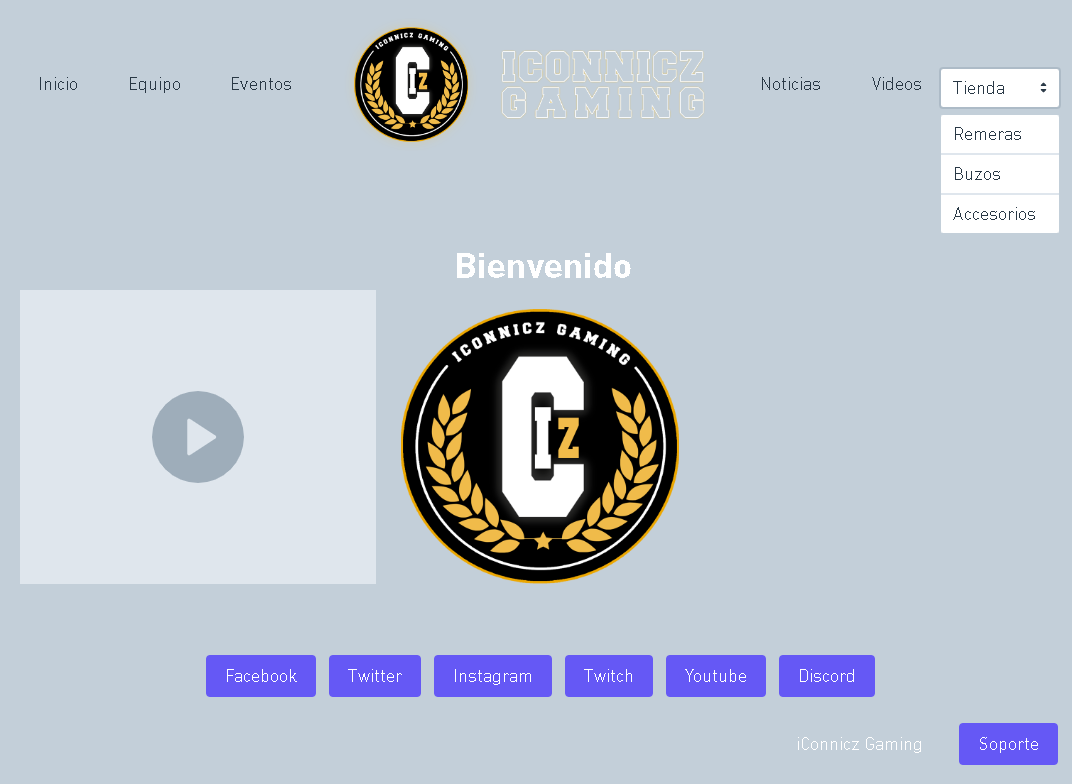 Inicio
Equipo
Eventos
ICONNICZ GAMING
C I Z
ICONNICZ
GAMING
Noticias
Videos
Tienda
Remeras
Buzos
Accesorios
Bienvenido
ICONNICZ GAMING
C I Z
Facebook
Twitter
Instagram
Twitch
Youtube
Discord
iConnicz Gaming
Soporte